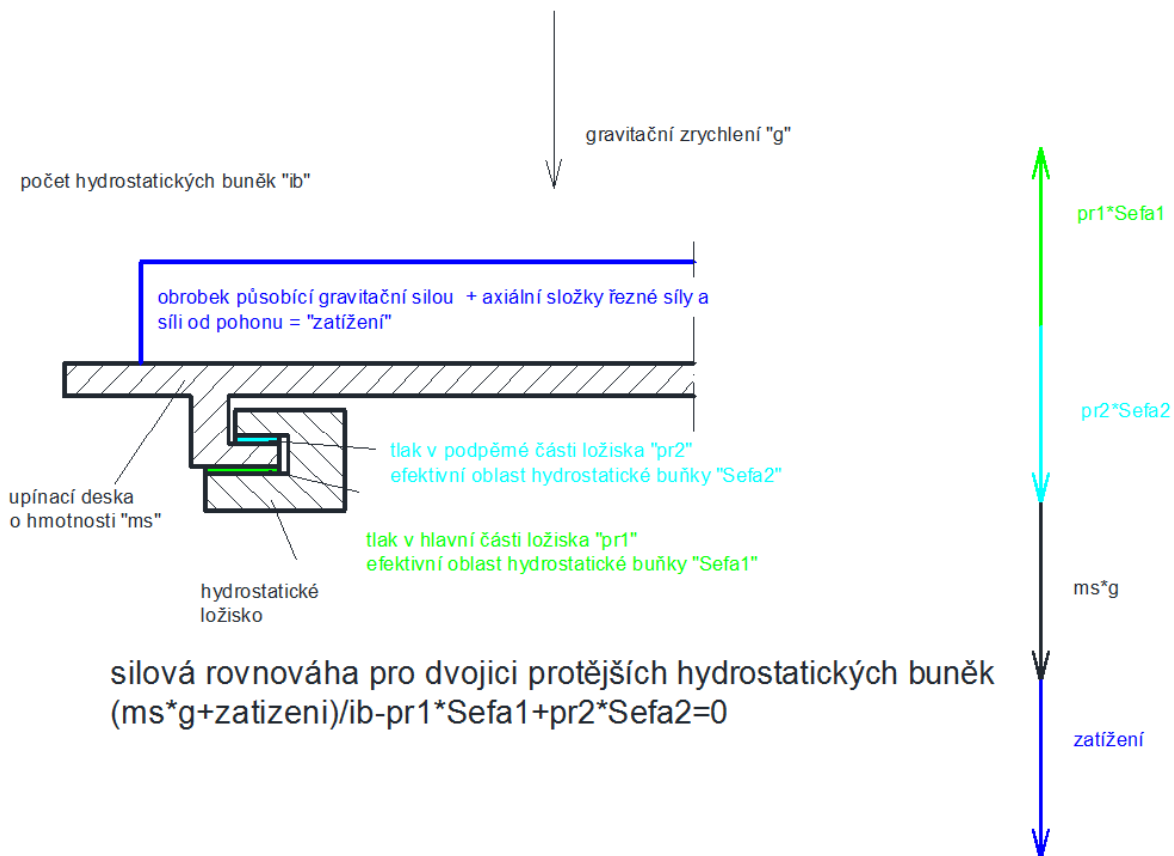 gravitační zrychlení "g"
počet hydrostatických buněk "ib"
pr1*Sefa1
obrobek působící gravitační silou + axiální složky řezné síly a
síli od pohonu = "zatížení"
pr2*Sefa2
tlak v podpěrné části ložiska "pr2"
efektivní oblast hydrostatické buňky "Sefa2"
upínací deska
o hmotnosti "ms"
tlak v hlavní části ložiska "pr1"
efektivní oblast hydrostatické buňky "Sefa1"
hydrostatické
ložisko
ms*g
silová rovnováha pro dvojici protějších hydrostatických buněk
(ms*g+zatizeni)/ib-pr1*Sefa1+pr2*Sefa2=0
zatížení